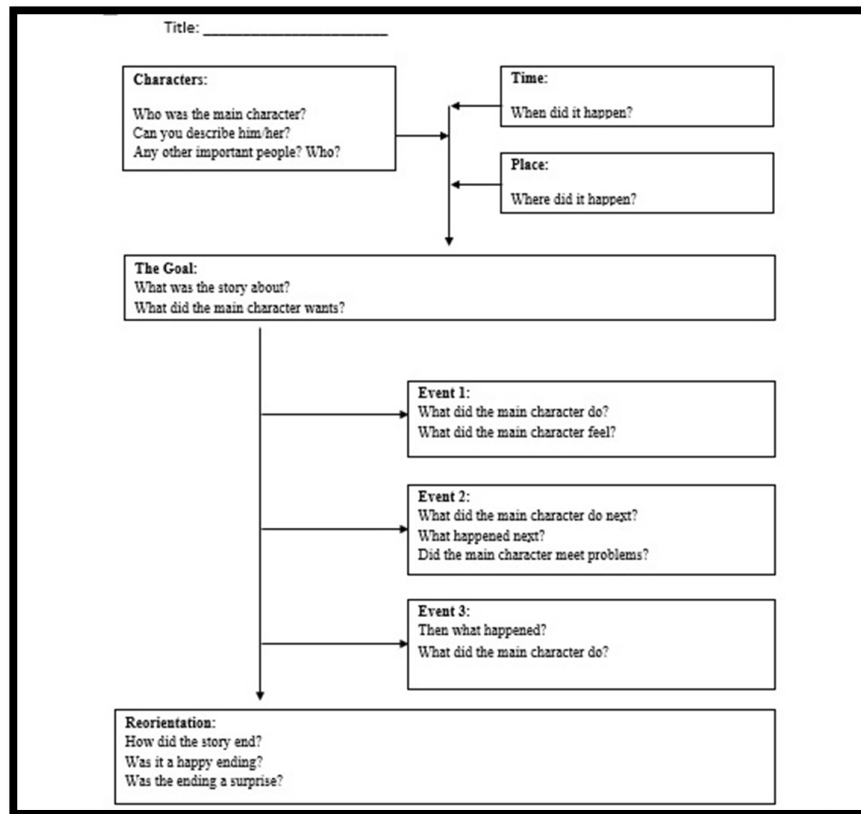 Title: _______________________
Characters:
Who was the main character?
Can you describe him/her?
Any other important people? Who?
Time:
When did it happen?
Place:
Where did it happen?
The Goal:
What was the story about?
What did the main character wants?
Event 1:
What did the main character do?
What did the main character feel?
Event 2:
What did the main character do next?
What happened next?
Did the main character meet problems?
Event 3:
Then what happened?
What did the main character do?
Reorientation:
How did the story end?
Was it a happy ending?
Was the ending a surprise?